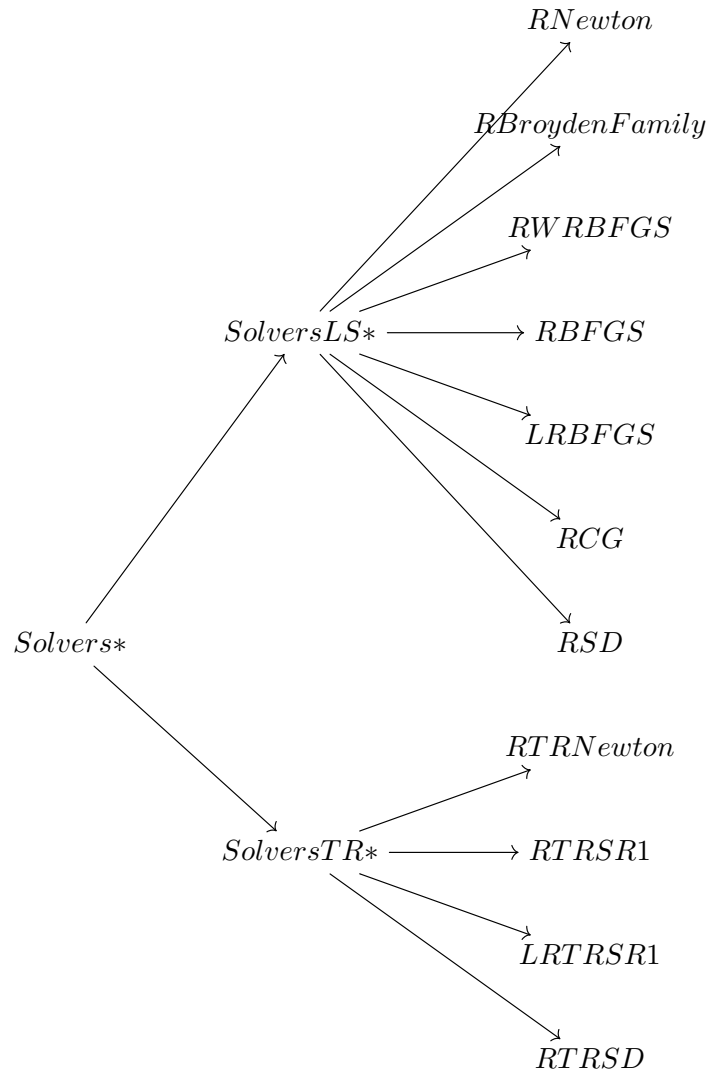 RNewton
RBroydenFamily
RWRBFGS
SolversLS*
RBFGS
LRBFGS
RCG
Solvers*
RSD
RTRNewton
SolversTR*
RTRSR1
LRTRSR1
RTRSD